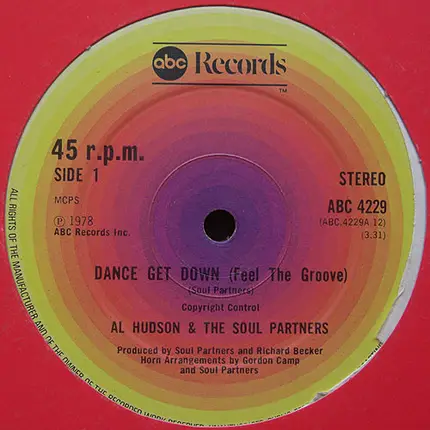 abc Records
TM
45 r.p.m.
SIDE 1
STEREO
MCPS
ABC 4229
(ABC.4229A 12)
(3.31)
Ⓟ 1978
ABC Records Inc.
DANCE GET DOWN (Feel The Groove)
(Soul Partners)
Copyright Control
AL HUDSON & THE SOUL PARTNERS
Produced by Soul Partners and Richard Becker
Horn Arrangements by Gordon Camp
and Soul Partners
ALL RIGHTS OF THE MANUFACTURER AND OF THE OWNER OF THE RECORDED WORK RESERVED